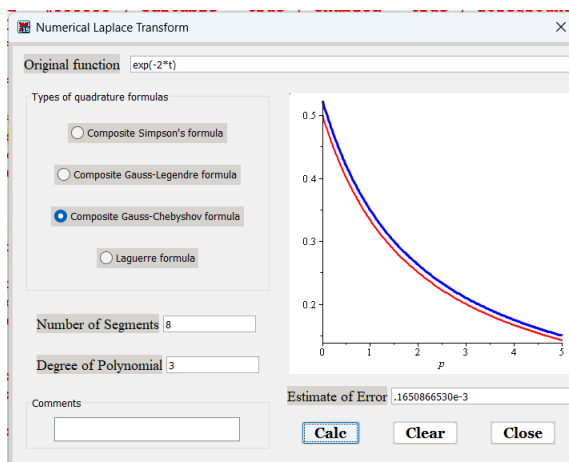 Numerical Laplace Transform
Original function exp(-2*t)
Types of quadrature formulas
Composite Simpson's formula
Composite Gauss-Legendre formula
Composite Gauss-Chebyshov formula
Laguerre formula
Number of Segments 8
Degree of Polynomial 3
Comments
0.5
0.4
0.3
0.2
0 1 2 3 4 5
p
Estimate of Error .1650866530e-3
Calc Clear Close